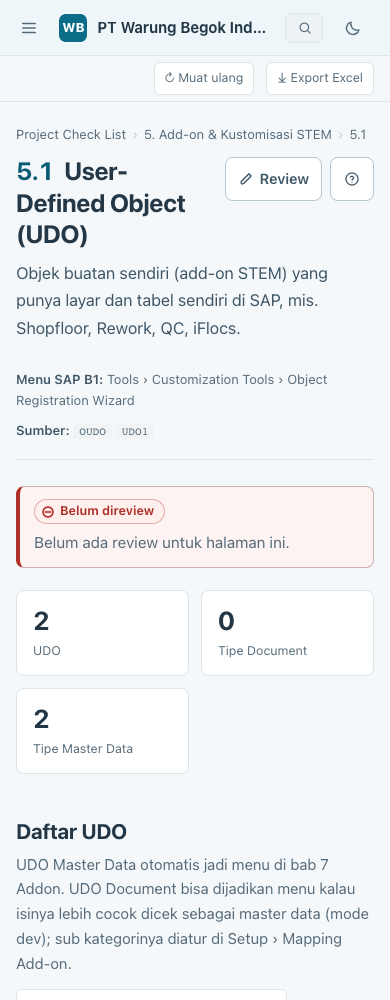 WB PT Warung Begok Ind...
Muat ulang
Export Excel
Project Check List › 5. Add-on & Kustomisasi STEM › 5.1
5.1 User-
Defined Object
(UDO)
Review
Objek buatan sendiri (add-on STEM) yang
punya layar dan tabel sendiri di SAP, mis.
Shopfloor, Rework, QC, iFlocs.
Menu SAP B1: Tools › Customization Tools › Object
Registration Wizard
Sumber: OUDO UDO1
Belum direview
Belum ada review untuk halaman ini.
2
UDO
0
Tipe Document
2
Tipe Master Data
Daftar UDO
UDO Master Data otomatis jadi menu di bab 7
Addon. UDO Document bisa dijadikan menu kalau
isinya lebih cocok dicek sebagai master data (mode
dev); sub kategorinya diatur di Setup › Mapping
Add-on.